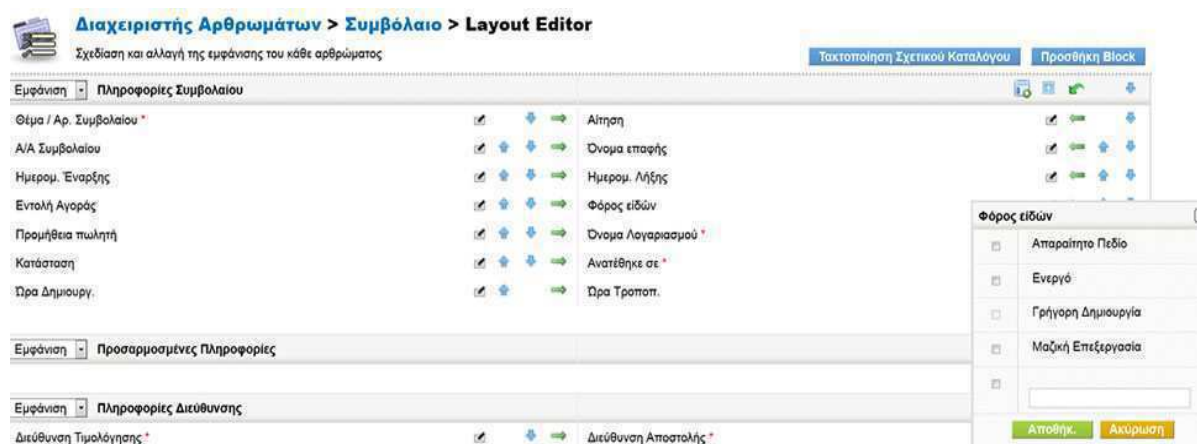 Διαχειριστής Αρθρωμάτων > Συμβόλαιο > Layout Editor
Σχεδίαση και αλλαγή της εμφάνισης του κάθε αρθρώματος
Τακτοποίηση Σχετικού Καταλόγου Προσθήκη Block
Εμφάνιση Πληροφορίες Συμβολαίου
Θέμα / Αρ. Συμβολαίου * Αίτηση
Α/Α Συμβολαίου Όνομα επαφής
Ημερομ. Έναρξης Ημερομ. Λήξης
Εντολή Αγοράς Φόρος είδών
Προμήθεια πωλητή Όνομα Λογαριασμού *
Κατάσταση Ανατέθηκε σε *
Ώρα Δημιουργ. Ώρα Τροποπ.
Φόρος είδών
Απαραίτητο Πεδίο
Ενεργό
Γρήγορη Δημιουργία
Μαζική Επεξεργασία
Αποθήκ. Ακύρωση
Εμφάνιση Προσαρμοσμένες Πληροφορίες
Εμφάνιση Πληροφορίες Διεύθυνσης
Διεύθυνση Τιμολόγησης * Διεύθυνση Αποστολής *